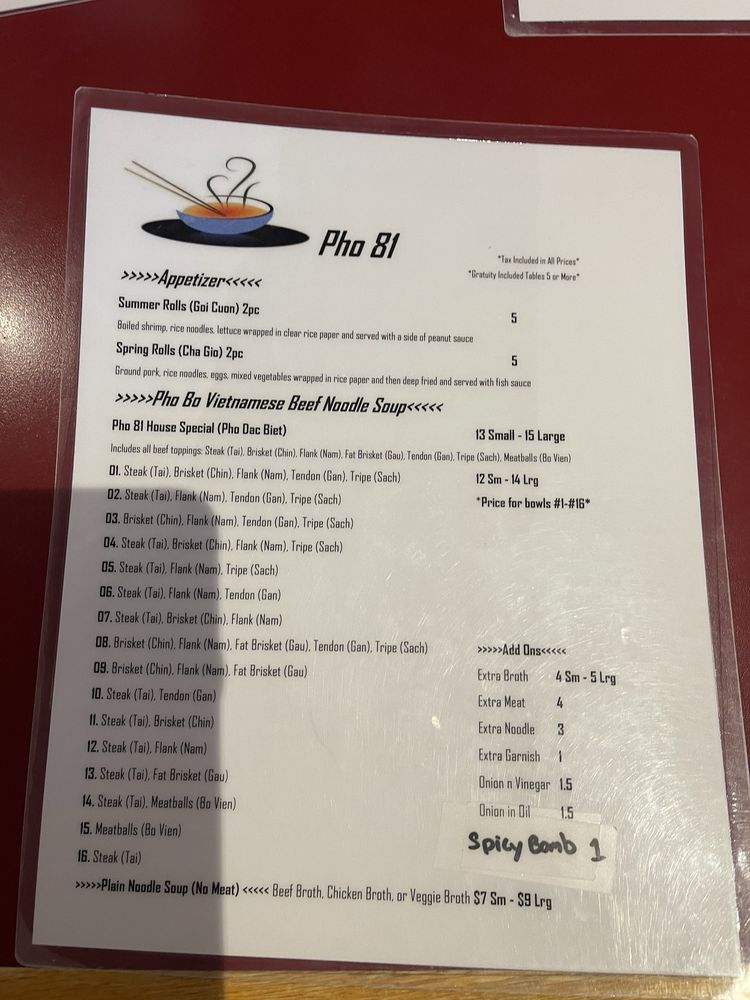 Pho 81
*Tax Included in All Prices*
*Gratuity Included Tables 5 or More*
>>>>>Appetizer<<<<<
Summer Rolls (Goi Cuon) 2pc 5
Boiled shrimp, rice noodles, lettuce wrapped in clear rice paper and served with a side of peanut sauce
Spring Rolls (Cha Gio) 2pc 5
Ground pork, rice noodles, eggs, mixed vegetables wrapped in rice paper and then deep fried and served with fish sauce
>>>>>Pho Bo Vietnamese Beef Noodle Soup<<<<<
Pho 81 House Special (Pho Dac Biet) 13 Small - 15 Large
Includes all beef toppings: Steak (Tai), Brisket (Chin), Flank (Nam), Fat Brisket (Gau), Tendon (Gan), Tripe (Sach), Meatballs (Bo Vien)
01. Steak (Tai), Brisket (Chin), Flank (Nam), Tendon (Gan), Tripe (Sach) 12 Sm - 14 Lrg
02. Steak (Tai), Flank (Nam), Tendon (Gan), Tripe (Sach) *Price for bowls #1-#16*
03. Brisket (Chin), Flank (Nam), Tendon (Gan), Tripe (Sach)
04. Steak (Tai), Brisket (Chin), Flank (Nam), Tripe (Sach)
05. Steak (Tai), Flank (Nam), Tripe (Sach)
06. Steak (Tai), Flank (Nam), Tendon (Gan)
07. Steak (Tai), Brisket (Chin), Flank (Nam)
08. Brisket (Chin), Flank (Nam), Fat Brisket (Gau), Tendon (Gan), Tripe (Sach)
09. Brisket (Chin), Flank (Nam), Fat Brisket (Gau)
10. Steak (Tai), Tendon (Gan)
11. Steak (Tai), Brisket (Chin)
12. Steak (Tai), Flank (Nam)
13. Steak (Tai), Fat Brisket (Gau)
14. Steak (Tai), Meatballs (Bo Vien)
15. Meatballs (Bo Vien)
16. Steak (Tai)
>>>>>Add Ons<<<<<
Extra Broth 4 Sm - 5 Lrg
Extra Meat 4
Extra Noodle 3
Extra Garnish 1
Onion n Vinegar 1.5
Onion in Oil 1.5
Spicy Bomb 1
>>>>>Plain Noodle Soup (No Meat) <<<<< Beef Broth, Chicken Broth, or Veggie Broth $7 Sm - $9 Lrg